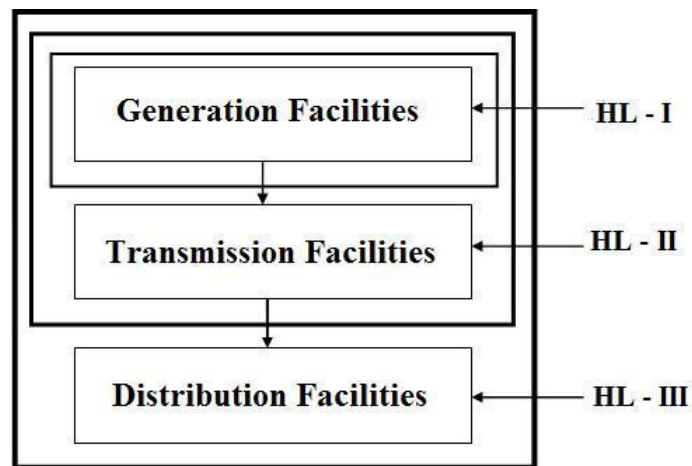 Generation Facilities
HL - I
Transmission Facilities
HL - II
Distribution Facilities
HL - III